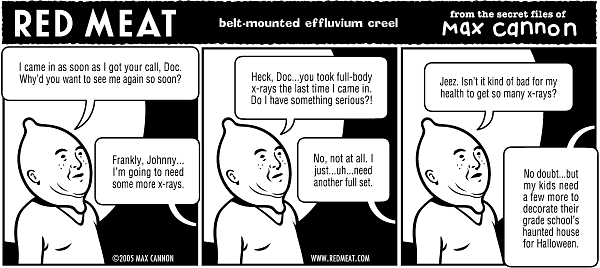 RED MEAT
belt-mounted effluvium creel
from the secret files of
max cannon
I came in as soon as I got your call, Doc.
Why'd you want to see me again so soon?
Frankly, Johnny...
I'm going to need
some more x-rays.
©2005 MAX CANNON
Heck, Doc...you took full-body
x-rays the last time I came in.
Do I have something serious?!
No, not at all. I
just...uh...need
another full set.
WWW.REDMEAT.COM
Jeez. Isn't it kind of bad for my
health to get so many x-rays?
No doubt...but
my kids need
a few more to
decorate their
grade school's
haunted house
for Halloween.